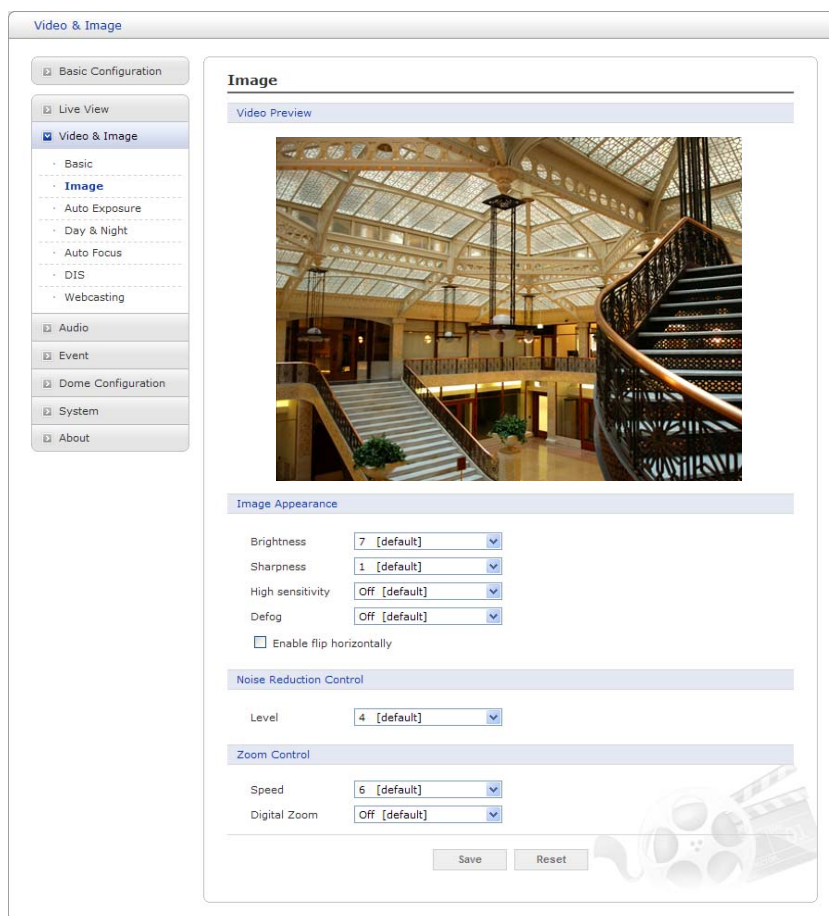 Video & Image
Basic Configuration
Live View
Video & Image
Basic
Image
Auto Exposure
Day & Night
Auto Focus
DIS
Webcasting
Audio
Event
Dome Configuration
System
About
Image
Video Preview
Image Appearance
Brightness 7 [default]
Sharpness 1 [default]
High sensitivity Off [default]
Defog Off [default]
Enable flip horizontally
Noise Reduction Control
Level 4 [default]
Zoom Control
Speed 6 [default]
Digital Zoom Off [default]
Save Reset